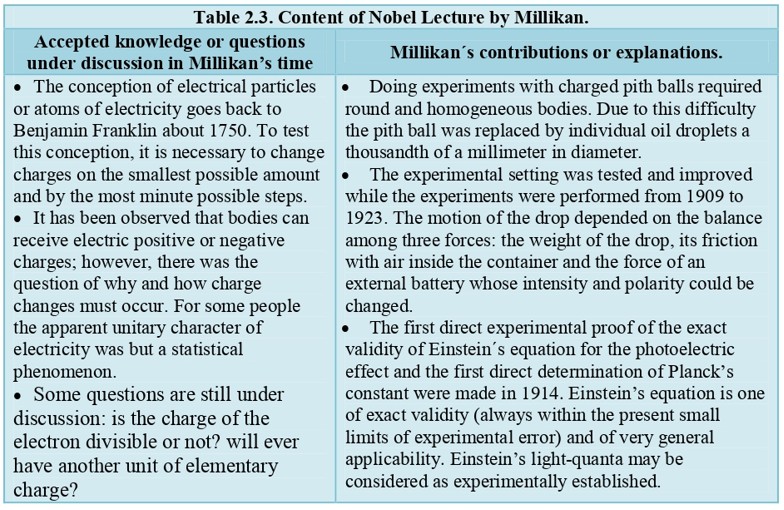 Table 2.3. Content of Nobel Lecture by Millikan.
Accepted knowledge or questions
under discussion in Millikan's time
• The conception of electrical particles
or atoms of electricity goes back to
Benjamin Franklin about 1750. To test
this conception, it is necessary to change
charges on the smallest possible amount
and by the most minute possible steps.
• It has been observed that bodies can
receive electric positive or negative
charges; however, there was the
question of why and how charge
changes must occur. For some people
the apparent unitary character of
electricity was but a statistical
phenomenon.
• Some questions are still under
discussion: is the charge of the
electron divisible or not? will ever
have another unit of elementary
charge?
Millikan´s contributions or explanations.
• Doing experiments with charged pith balls required
round and homogeneous bodies. Due to this difficulty
the pith ball was replaced by individual oil droplets a
thousandth of a millimeter in diameter.
• The experimental setting was tested and improved
while the experiments were performed from 1909 to
1923. The motion of the drop depended on the balance
among three forces: the weight of the drop, its friction
with air inside the container and the force of an
external battery whose intensity and polarity could be
changed.
• The first direct experimental proof of the exact
validity of Einstein´s equation for the photoelectric
effect and the first direct determination of Planck's
constant were made in 1914. Einstein's equation is one
of exact validity (always within the present small
limits of experimental error) and of very general
applicability. Einstein's light-quanta may be
considered as experimentally established.